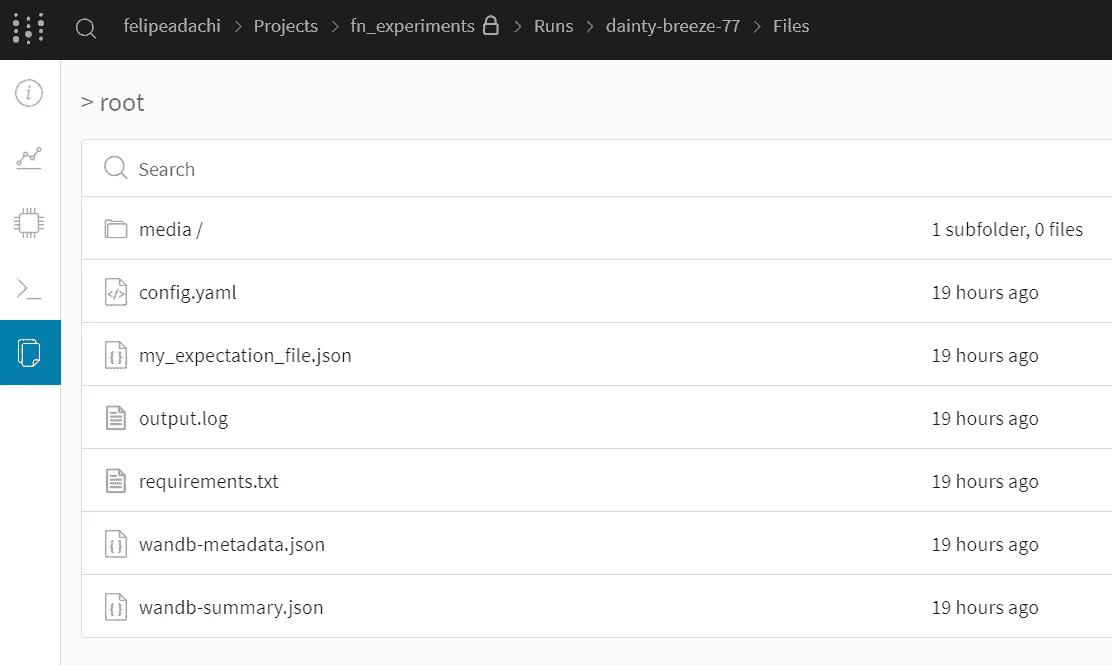 felipeadachi > Projects > fn_experiments > Runs > dainty-breeze-77 > Files
> root
Search
media / 1 subfolder, 0 files
config.yaml 19 hours ago
my_expectation_file.json 19 hours ago
output.log 19 hours ago
requirements.txt 19 hours ago
wandb-metadata.json 19 hours ago
wandb-summary.json 19 hours ago